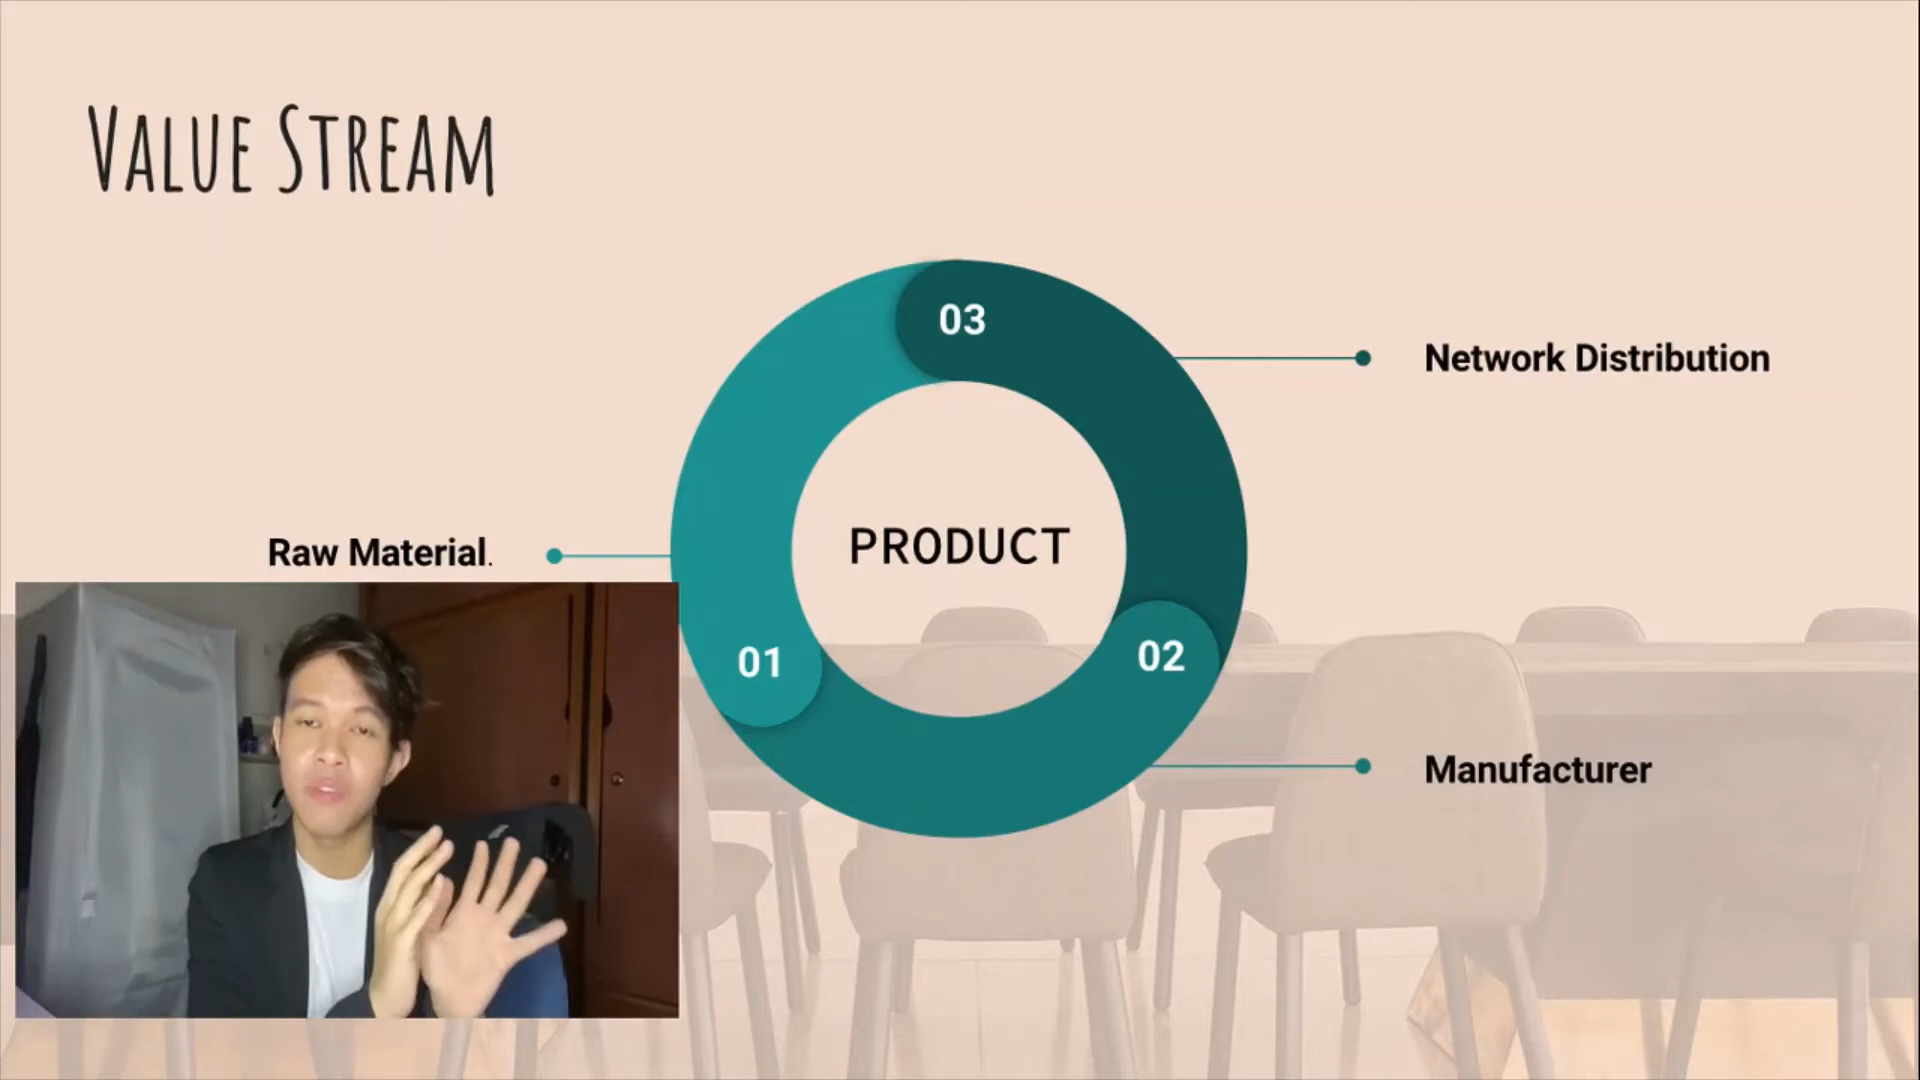 VALUE STREAM
03
Network Distribution
PRODUCT
Raw Material.
01
02
Manufacturer